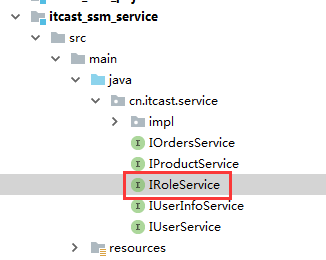 itcast_ssm_service
src
main
java
cn.itcast.service
impl
IOrdersService
IProductService
IRoleService
IUserInfoService
IUserService
resources